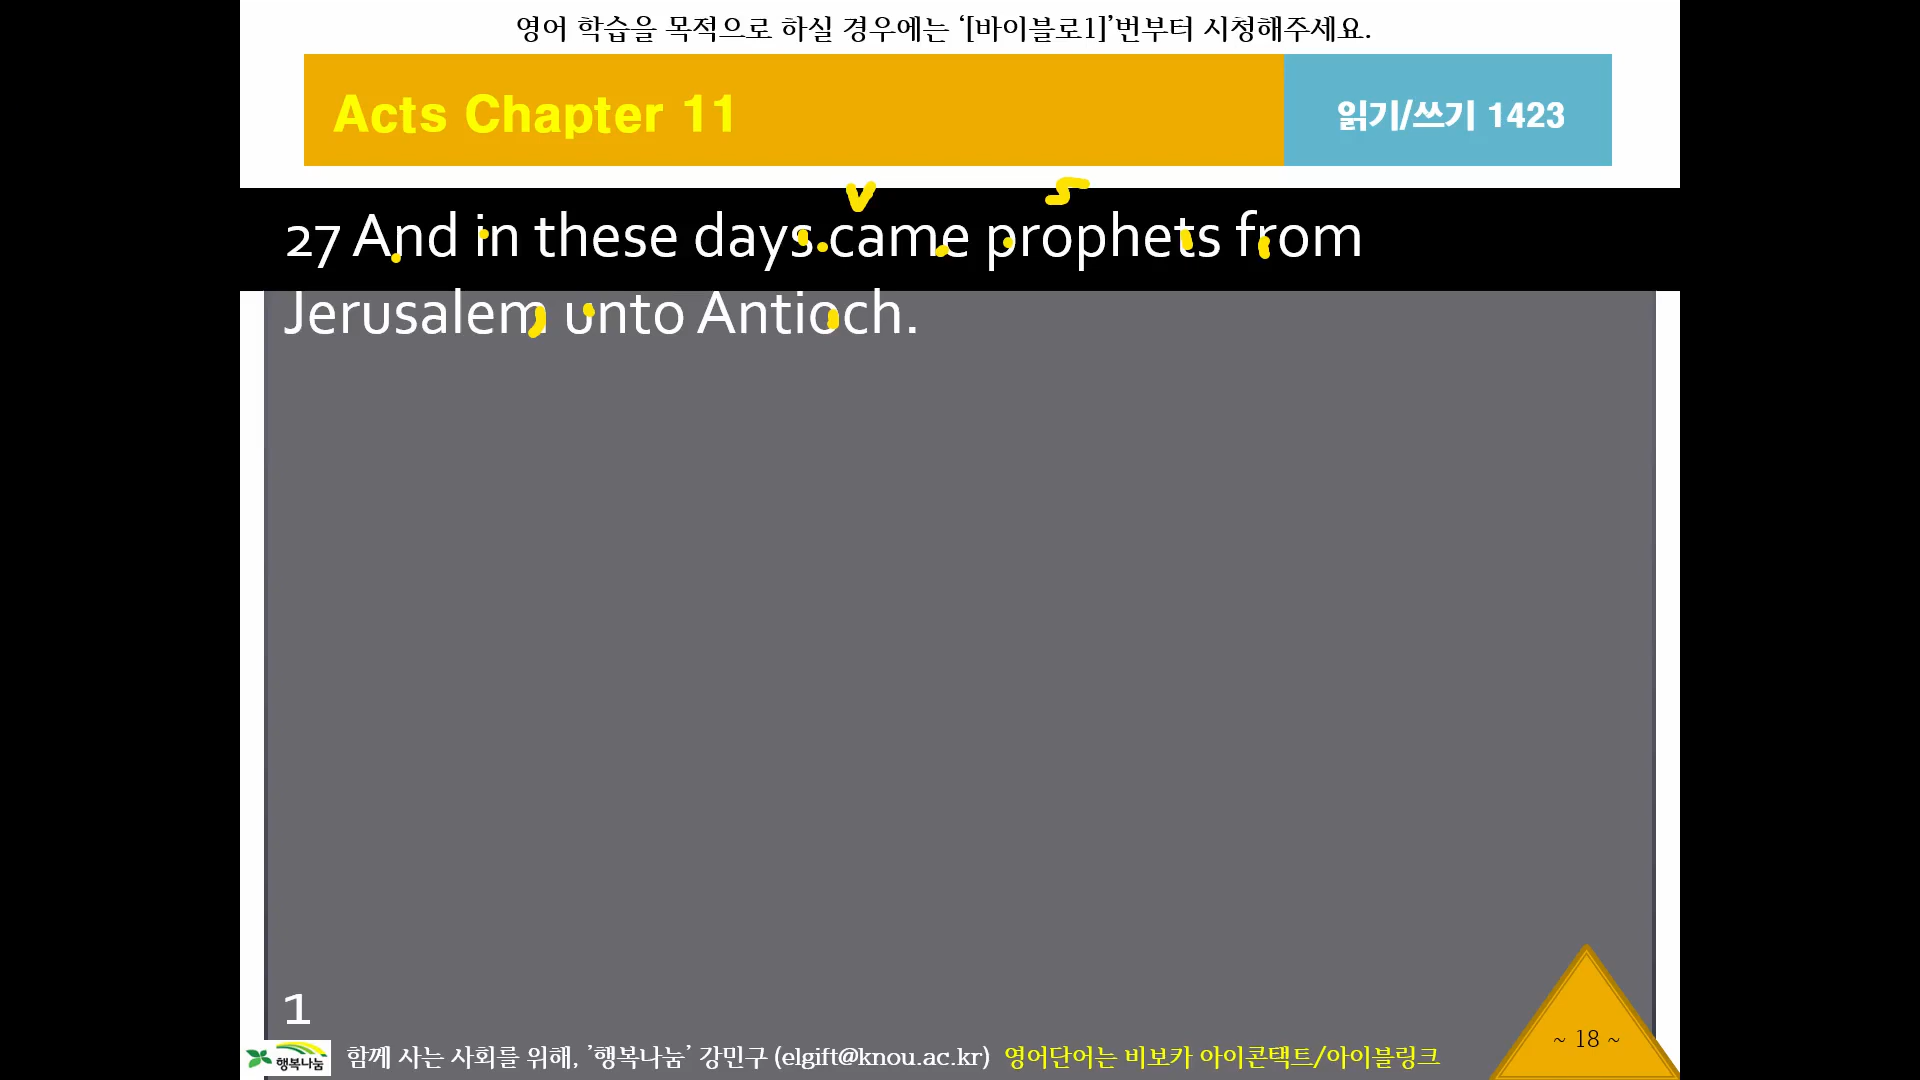 영어 학습을 목적으로 하실 경우에는 ‘[바이블로1]’번부터 시청해주세요.
Acts Chapter 11
읽기/쓰기 1423
v s
27 And in these days came prophets from
Jerusalem unto Antioch.
1
~ 18 ~
행복나눔
함께 사는 사회를 위해, ’행복나눔’ 강민구 (elgift@knou.ac.kr) 영어단어는 비보카 아이콘택트/아이블링크